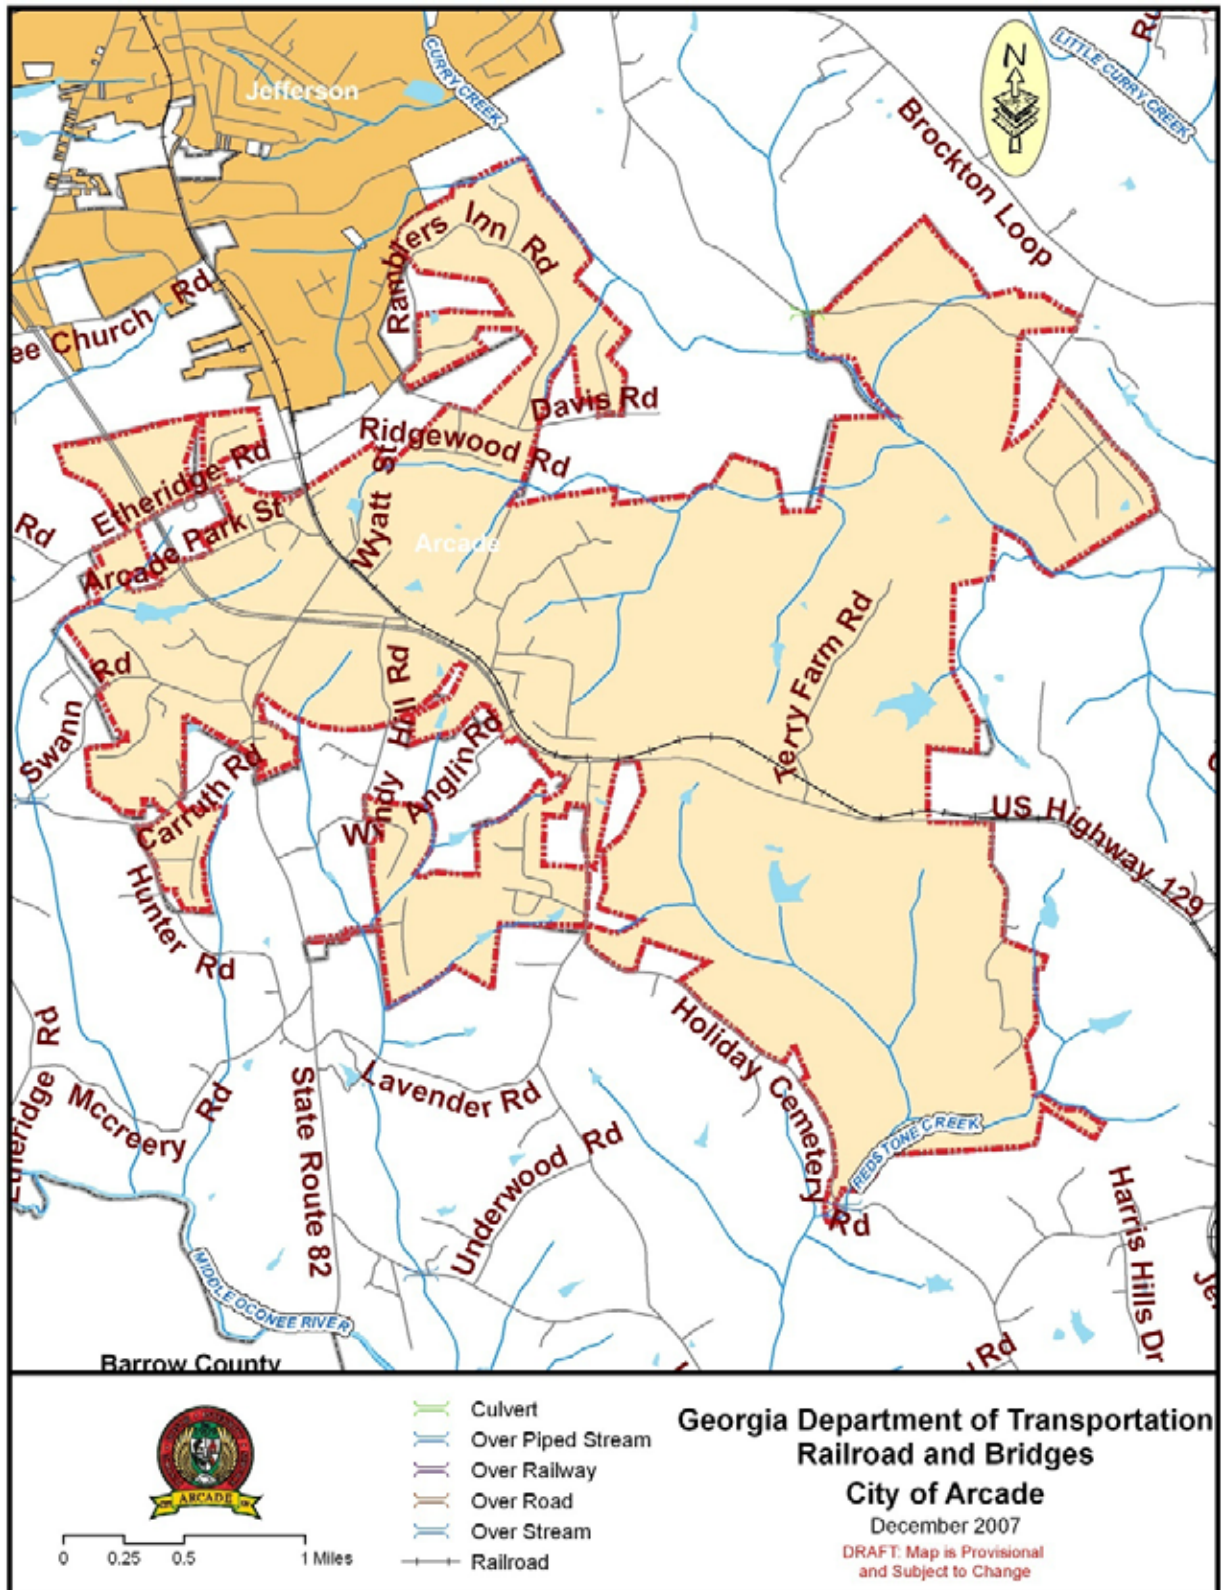 Jefferson
CURRY CREEK
LITTLE CURRY CREEK
N
Brockton Loop
Ramblers Inn Rd
ee Church Rd
Davis Rd
Ridgewood Rd
Wyatt St
Etheridge Rd
Rd
Arcade Park St
Arcade
Terry Farm Rd
Rd
Swann
Windy Hill Rd
Anglin Rd
Carruth Rd
US Highway 129
Hunter Rd
Holiday Cemetery Rd
Etheridge Rd
Mccreery Rd
State Route 82
Lavender Rd
Underwood Rd
REDSTONE CREEK
Harris Hills Dr
MIDDLE OCONEE RIVER
Rd
Barrow County
ARCADE
0 0.25 0.5 1 Miles
Culvert
Over Piped Stream
Over Railway
Over Road
Over Stream
Railroad
Georgia Department of Transportation
Railroad and Bridges
City of Arcade
December 2007
DRAFT: Map is Provisional
and Subject to Change